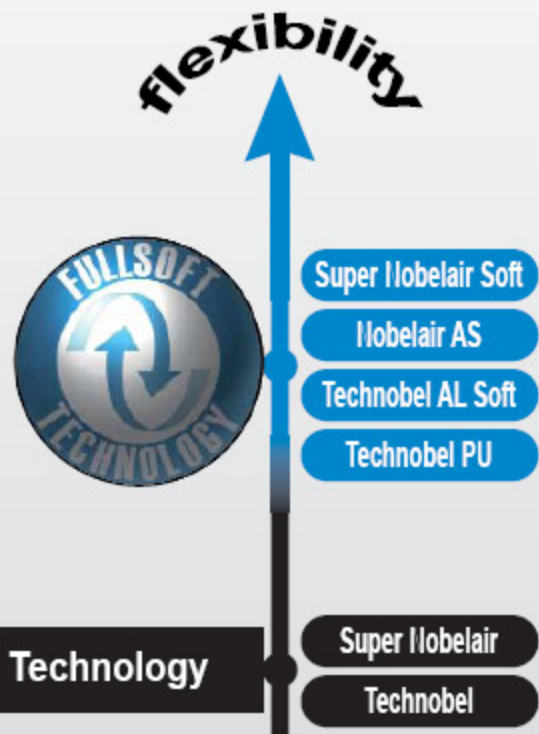 flexibility
FULLSOFT
TECHNOLOGY
Super Nobelair Soft
Nobelair AS
Technobel AL Soft
Technobel PU
Technology
Super Nobelair
Technobel